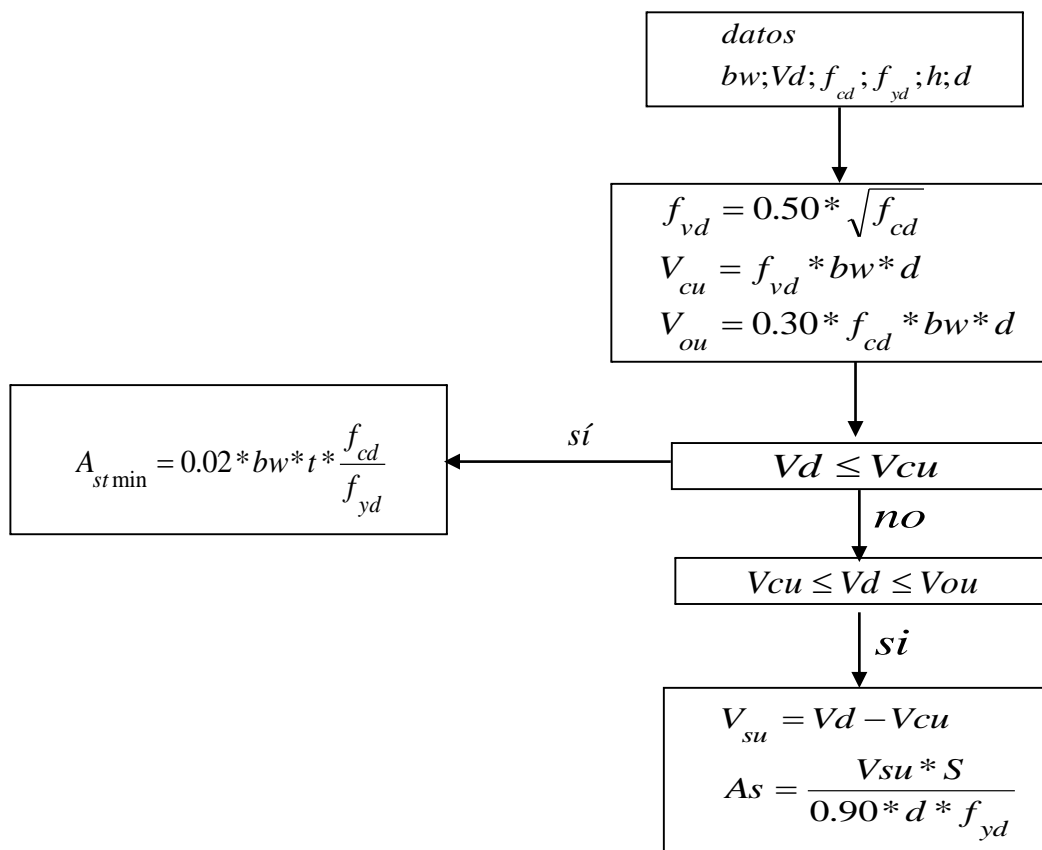 datos
bw;Vd; f_cd; f_yd; h; d
f_vd = 0.50* √f_cd
V_cu = f_vd * bw * d
V_ou = 0.30* f_cd * bw * d
A_st min = 0.02* bw * t * f_cd / f_yd
sí
Vd ≤ Vcu
no
Vcu ≤ Vd ≤ Vou
si
V_su = Vd − Vcu
As = Vsu * S / 0.90* d * f_yd